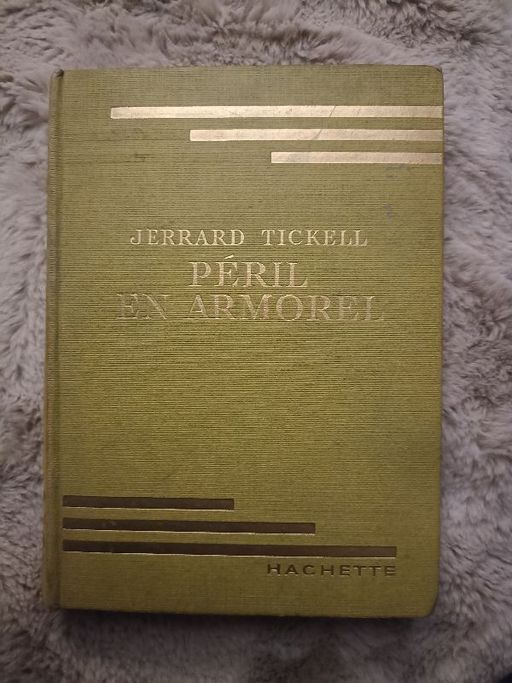 JERRARD TICKELL
PÉRIL
EN ARMOREL
HACHETTE